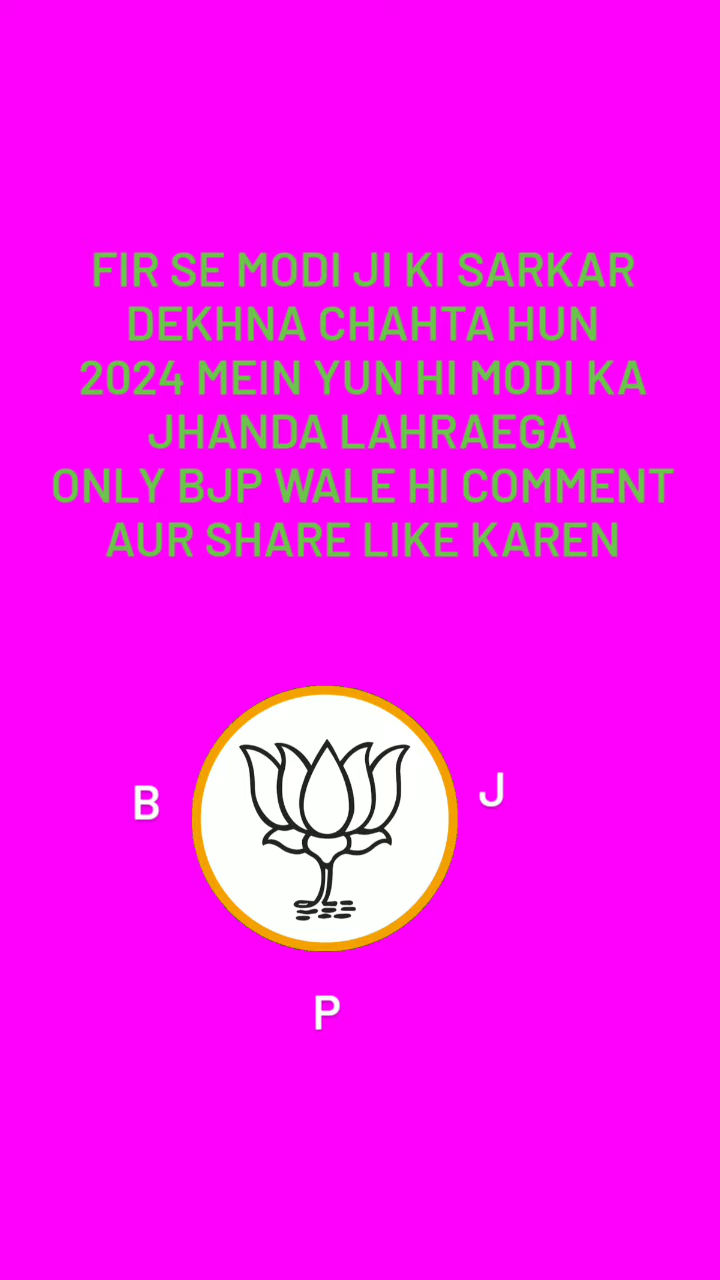 FIR SE MODI JI KI SARKAR
DEKHNA CHAHTA HUN
2024 MEIN YUN HI MODI KA
JHANDA LAHRAEGA
ONLY BJP WALE HI COMMENT
AUR SHARE LIKE KAREN
B
J
P